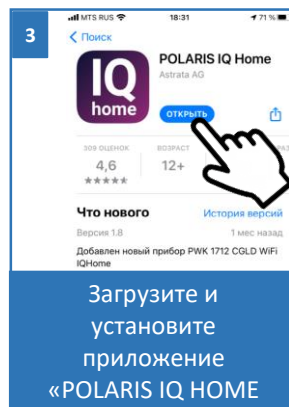 MTS RUS 18:31 71 %
3
Поиск
IQ
home
POLARIS IQ Home
Astrata AG
ОТКРЫТЬ
309 ОЦЕНОК ВОЗРАСТ
4,6 12+
★★★★★
Что нового История версий
Версия 1.8 1 мес назад
Добавлен новый прибор PWK 1712 CGLD WiFi
IQHome
Загрузите и
установите
приложение
«POLARIS IQ HOME